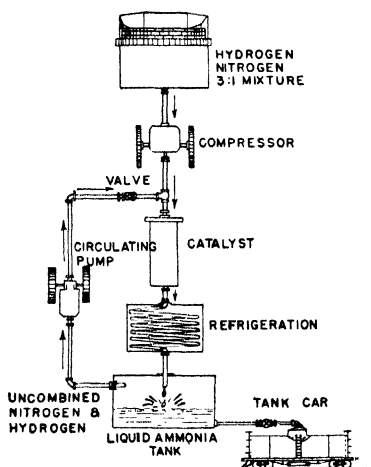 HYDROGEN
NITROGEN
3:1 MIXTURE
COMPRESSOR
VALVE
CATALYST
CIRCULATING
PUMP
REFRIGERATION
UNCOMBINED
NITROGEN &
HYDROGEN
LIQUID AMMONIA
TANK
TANK CAR